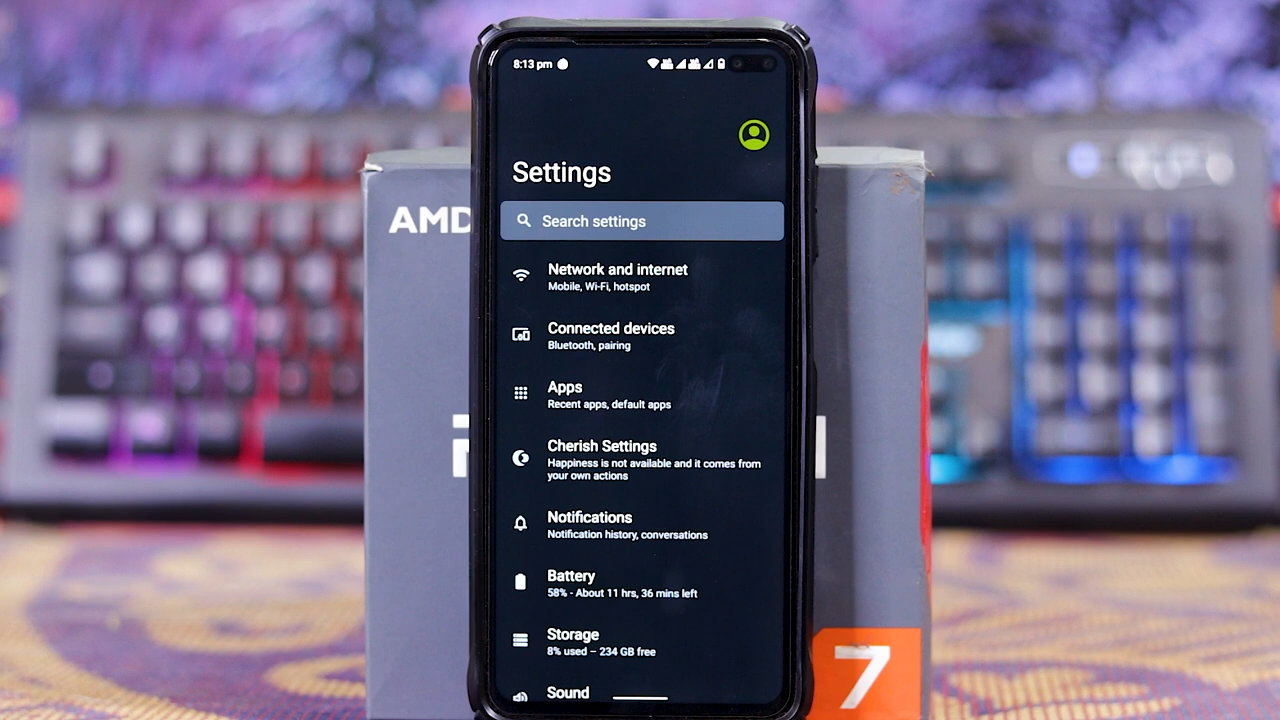 8:13 pm
Settings
Search settings
Network and internet
Mobile, Wi-Fi, hotspot
Connected devices
Bluetooth, pairing
Apps
Recent apps, default apps
Cherish Settings
Happiness is not available and it comes from
your own actions
Notifications
Notification history, conversations
Battery
58% - About 11 hrs, 36 mins left
Storage
8% used – 234 GB free
Sound
AMD
7